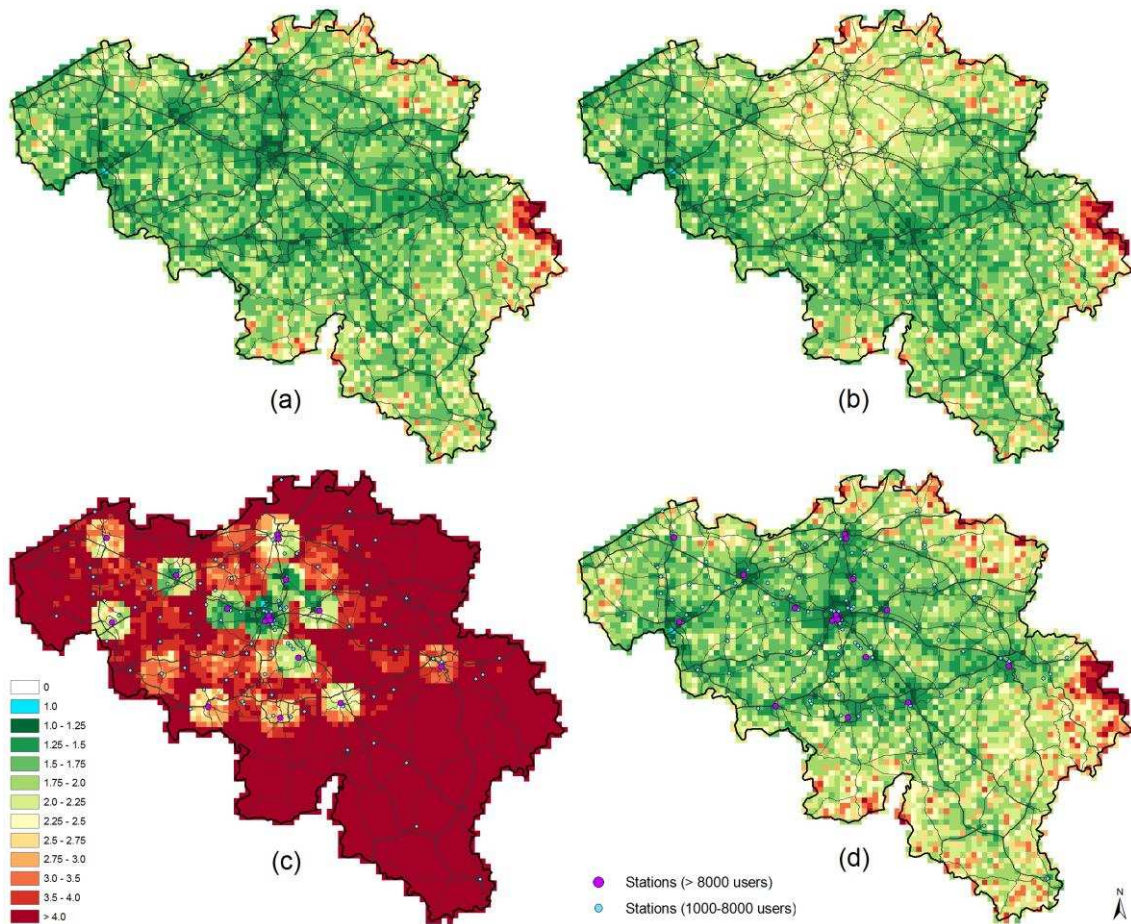 (a)
(b)
0
1.0
1.0 - 1.25
1.25 - 1.5
1.5 - 1.75
1.75 - 2.0
2.0 - 2.25
2.25 - 2.5
2.5 - 2.75
2.75 - 3.0
3.0 - 3.5
3.5 - 4.0
> 4.0
(c)
(d)
Stations (> 8000 users)
Stations (1000-8000 users)
N